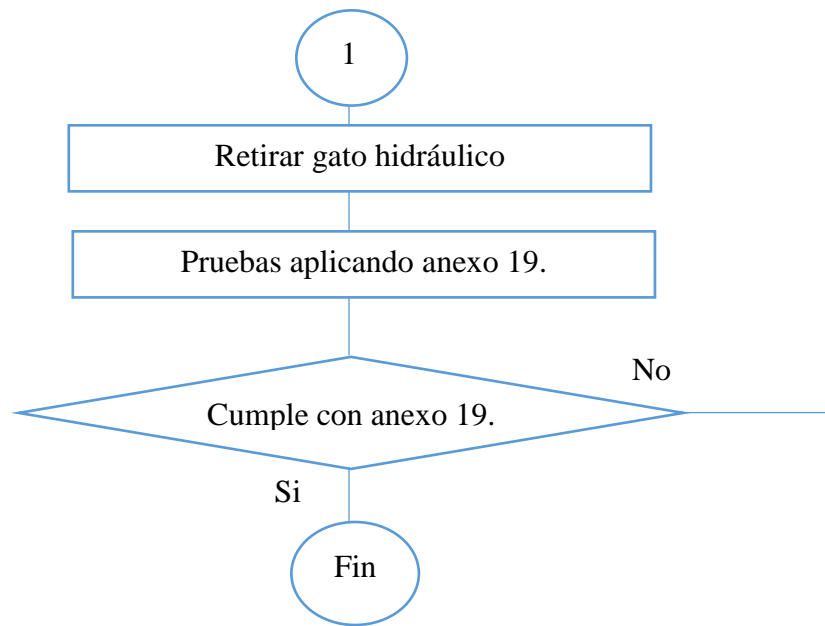 1
Retirar gato hidráulico
Pruebas aplicando anexo 19.
No
Cumple con anexo 19.
Si
Fin